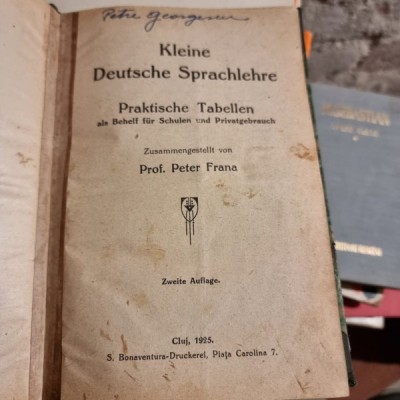 Petre Georgescu
Kleine
Deutsche Sprachlehre
Praktische Tabellen
als Behelf für Schulen und Privatgebrauch
Zusammengestellt von
Prof. Peter Frana
Zweite Auflage.
Cluj, 1925.
S. Bonaventura-Druckerei, Piaţa Carolina 7.